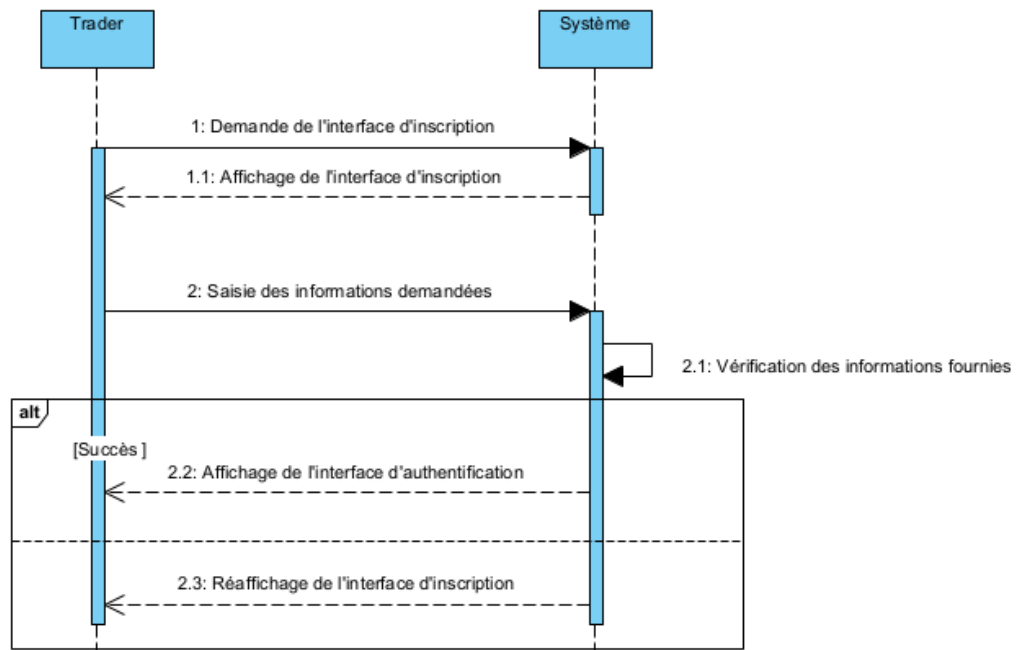 Trader
Système
1: Demande de l'interface d'inscription
1.1: Affichage de l'interface d'inscription
2: Saisie des informations demandées
2.1: Vérification des informations fournies
alt
[Succès ]
2.2: Affichage de l'interface d'authentification
2.3: Réaffichage de l'interface d'inscription